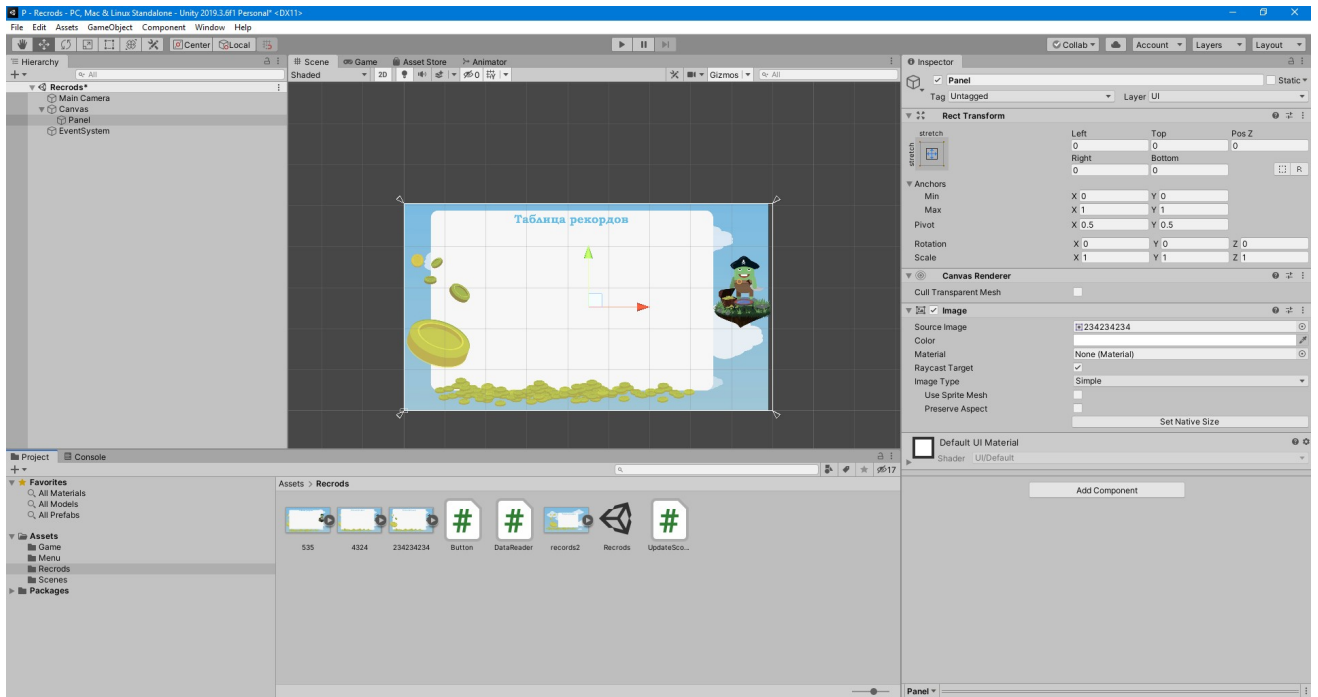 P - Recrods - PC, Mac & Linux Standalone - Unity 2019.3.6f1 Personal* <DX11>
File Edit Assets GameObject Component Window Help
Center Local Collab Account Layers Layout
Hierarchy
All
Recrods*
Main Camera
Canvas
Panel
EventSystem
Scene Game Asset Store Animator
Shaded 2D 0 Gizmos All
Таблица рекордов
Inspector
Panel Static
Tag Untagged Layer UI
Rect Transform
stretch Left Top Pos Z
stretch
0 0 0
Right Bottom
0 0 R
Anchors
Min X 0 Y 0
Max X 1 Y 1
Pivot X 0.5 Y 0.5
Rotation X 0 Y 0 Z 0
Scale X 1 Y 1 Z 1
Canvas Renderer
Cull Transparent Mesh
Image
Source Image 234234234
Color
Material None (Material)
Raycast Target
Image Type Simple
Use Sprite Mesh
Preserve Aspect
Set Native Size
Default UI Material
Shader UI/Default
Add Component
Panel
Project Console
17
Favorites
All Materials
All Models
All Prefabs
Assets
Game
Menu
Recrods
Scenes
Packages
Assets > Recrods
535 4324 234234234 Button DataReader records2 Recrods UpdateSco...